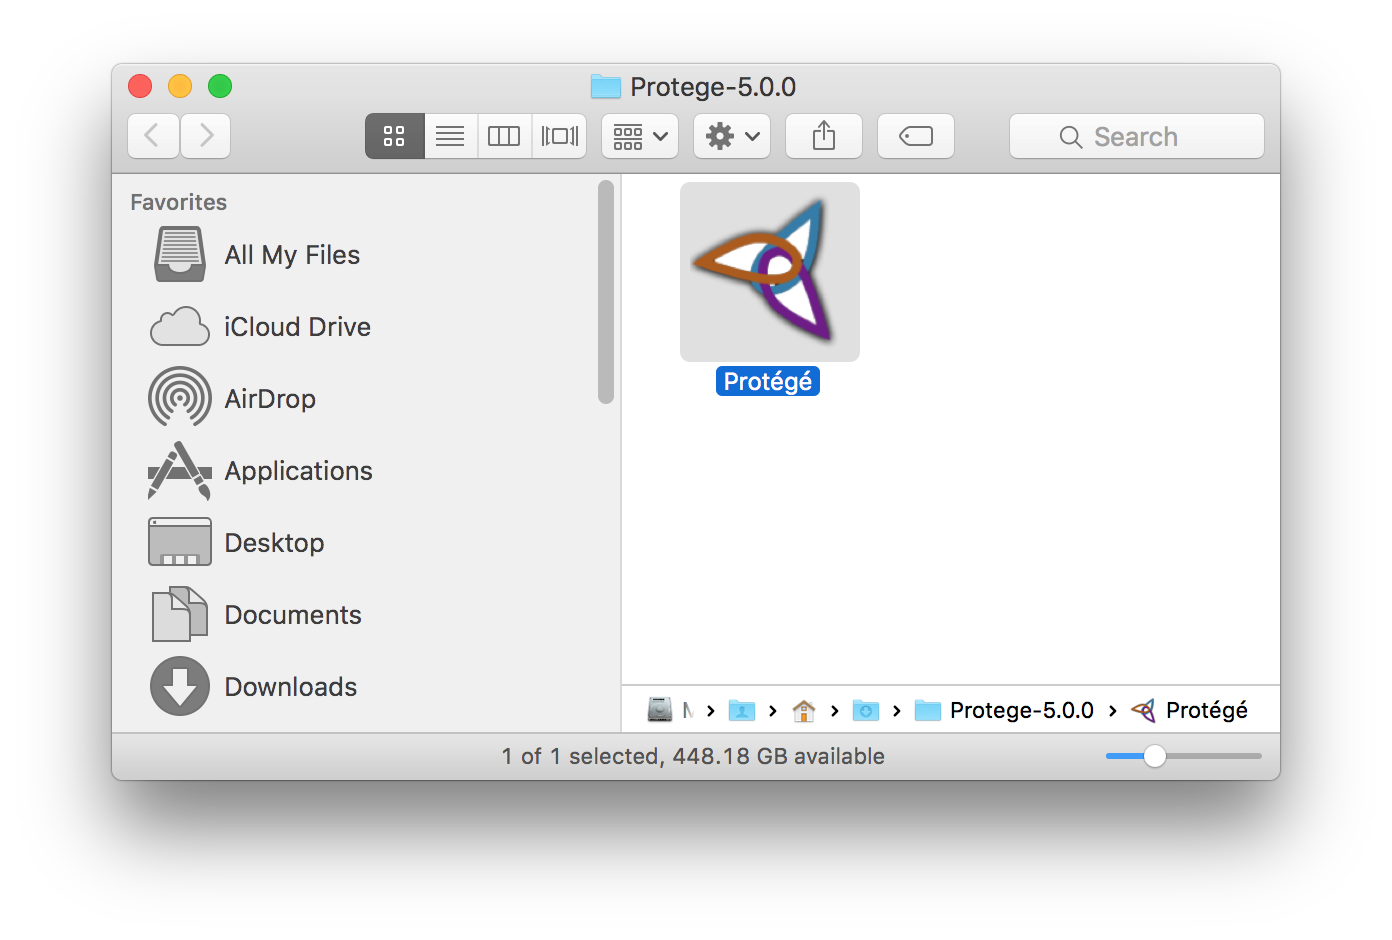 Protege-5.0.0
Search
Favorites
All My Files
iCloud Drive
AirDrop
Applications
Desktop
Documents
Downloads
Protégé
Protege-5.0.0 › Protégé
1 of 1 selected, 448.18 GB available